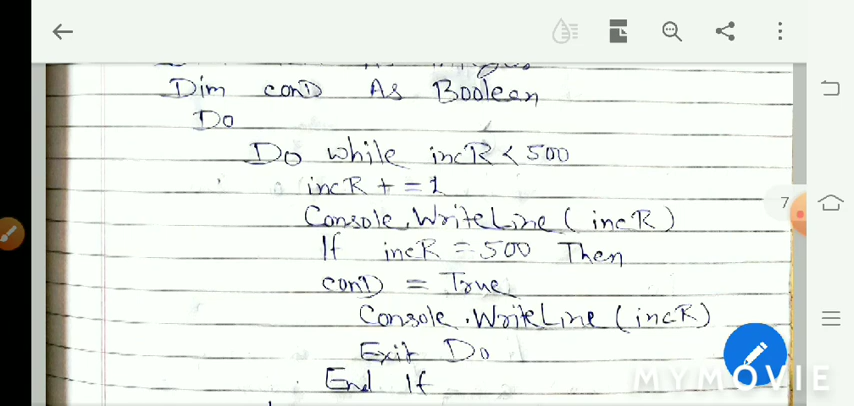 Dim conD As Boolean
Do
Do while incR < 500
incR + = 1
Console.WriteLine (incR)
7
If incR = 500 Then
conD = True
Console.WriteLine (incR)
Exit Do
End If
MYMOVIE